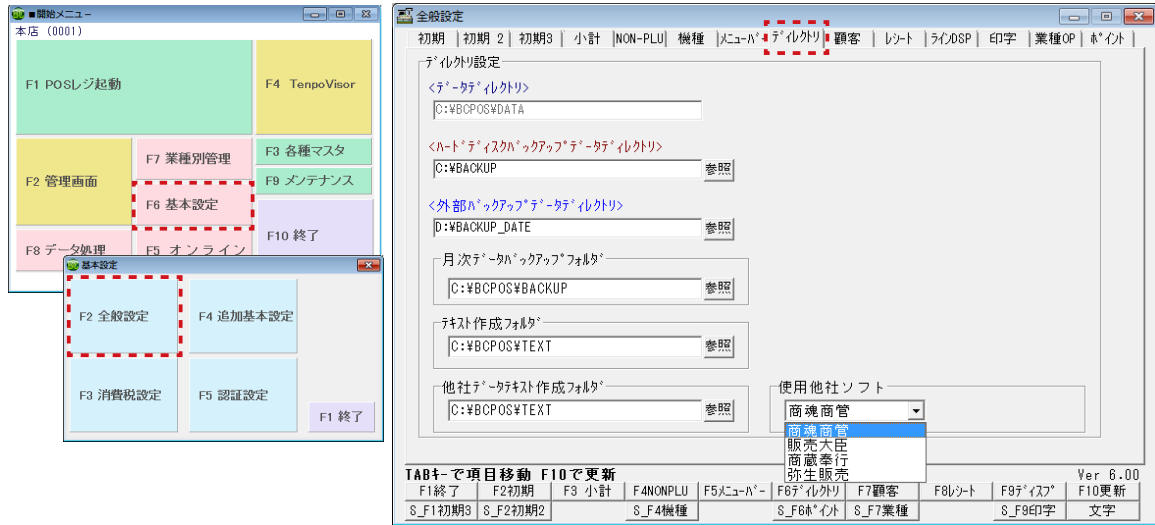 ■開始メニュー
本店 (0001)
F1 POSレジ起動
F4 TenpoVisor
F2 管理画面
F7 業種別管理
F3 各種マスタ
F9 メンテナンス
F6 基本設定
F10 終了
F8 データ処理
F5 オンライン
基本設定
F2 全般設定
F4 追加基本設定
F3 消費税設定
F5 認証設定
F1 終了
全般設定
初期 初期 2 初期3 小計 NON-PLU 機種 ﾒﾆｭｰﾊﾞｰ ﾃﾞｨﾚｸﾄﾘ 顧客 ﾚｼｰﾄ ﾗｲﾝDSP 印字 業種OP ﾎﾟｲﾝﾄ
ﾃﾞｨﾚｸﾄﾘ設定
<ﾃﾞｰﾀﾃﾞｨﾚｸﾄﾘ>
C:¥BCPOS¥DATA
<ﾊｰﾄﾞﾃﾞｨｽｸﾊﾞｯｸｱｯﾌﾟﾃﾞｰﾀﾃﾞｨﾚｸﾄﾘ>
C:¥BACKUP 参照
<外部ﾊﾞｯｸｱｯﾌﾟﾃﾞｰﾀﾃﾞｨﾚｸﾄﾘ>
D:¥BACKUP_DATE 参照
月次ﾃﾞｰﾀﾊﾞｯｸｱｯﾌﾟﾌｫﾙﾀﾞ
C:¥BCPOS¥BACKUP 参照
ﾃｷｽﾄ作成ﾌｫﾙﾀﾞ
C:¥BCPOS¥TEXT 参照
他社ﾃﾞｰﾀﾃｷｽﾄ作成ﾌｫﾙﾀﾞ
C:¥BCPOS¥TEXT 参照
使用他社ソフト
商魂商管
商魂商管
販売大臣
商蔵奉行
弥生販売
TABｷｰで項目移動 F10で更新 Ver 6.00
F1終了 F2初期 F3 小計 F4NONPLU F5ﾒﾆｭｰﾊﾞｰ F6ﾃﾞｨﾚｸﾄﾘ F7顧客 F8ﾚｼｰﾄ F9ﾃﾞｨｽﾌﾟ F10更新
S_F1初期3 S_F2初期2 S_F4機種 S_F6ﾎﾟｲﾝﾄ S_F7業種 S_F9印字 文字